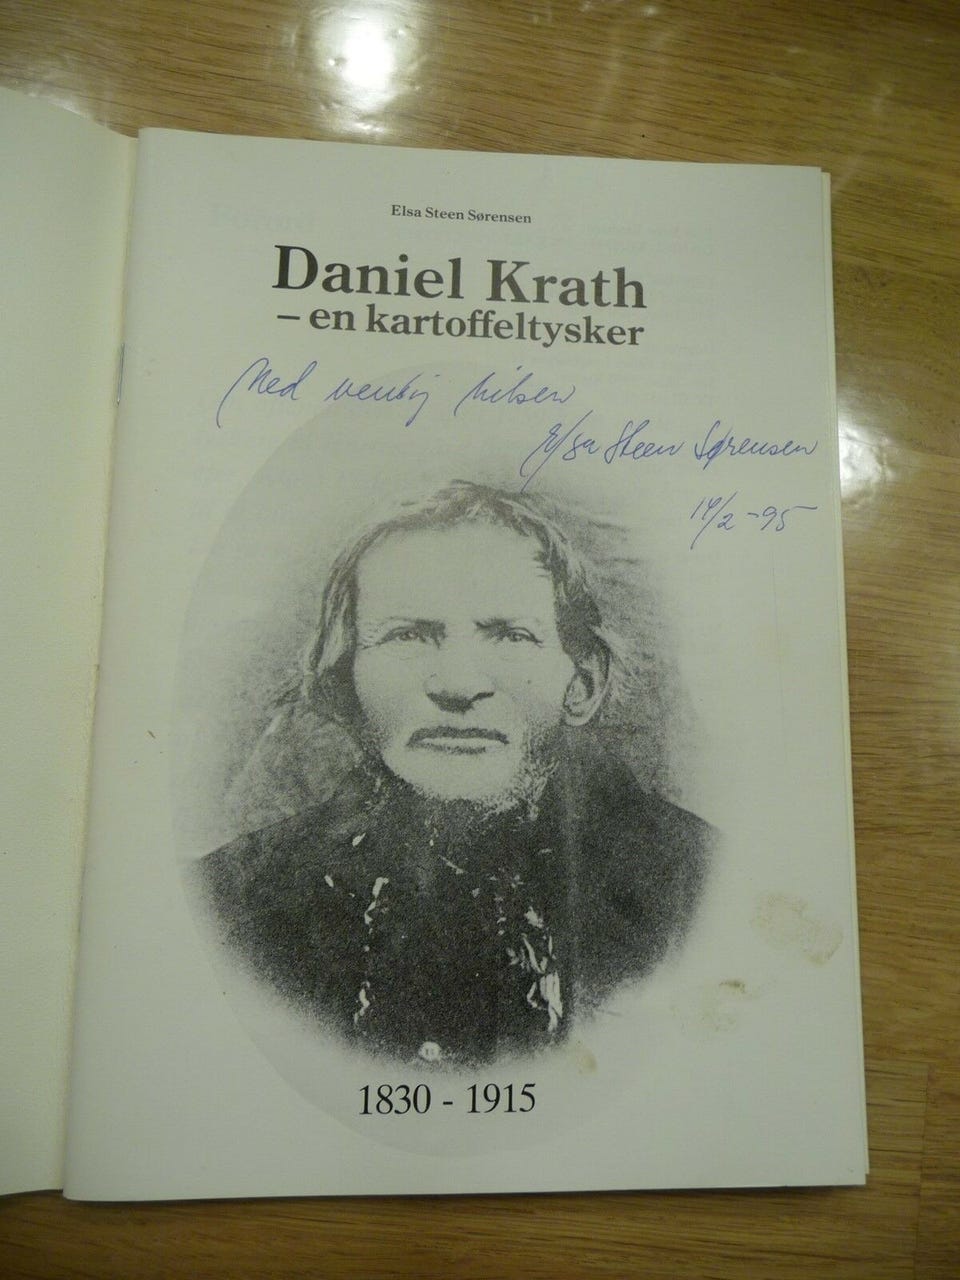 Elsa Steen Sørensen
Daniel Krath
– en kartoffeltysker
Med venlig hilsen
Elsa Steen Sørensen
14/2 -95
1830 - 1915